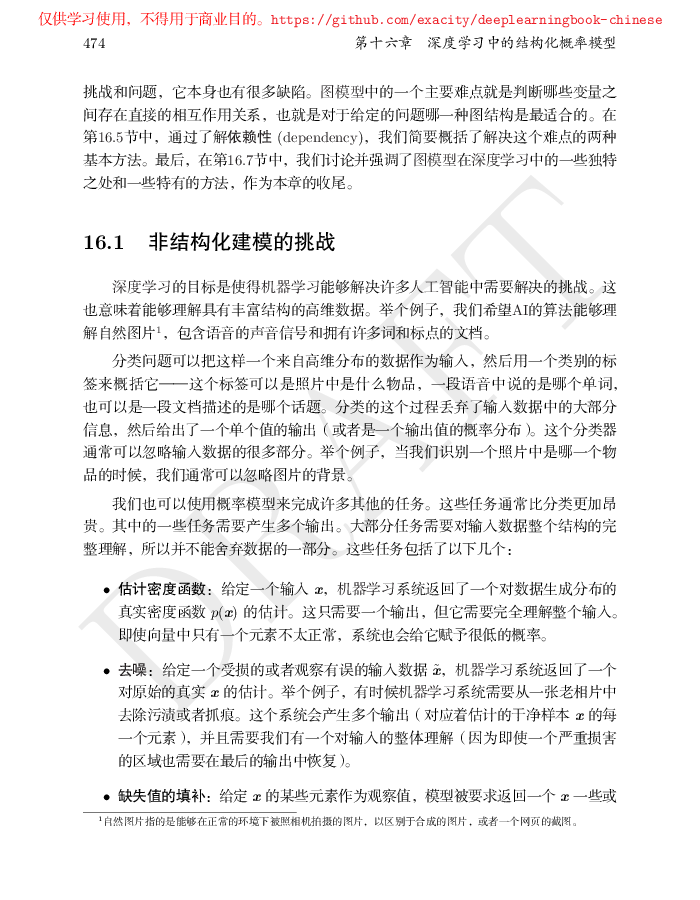 仅供学习使用，不得用于商业目的。https://github.com/exacity/deeplearningbook-chinese
474 第十六章 深度学习中的结构化概率模型
挑战和问题，它本身也有很多缺陷。图模型中的一个主要难点就是判断哪些变量之
间存在直接的相互作用关系，也就是对于给定的问题哪一种图结构是最适合的。在
第16.5节中，通过了解依赖性 (dependency)，我们简要概括了解决这个难点的两种
基本方法。最后，在第16.7节中，我们讨论并强调了图模型在深度学习中的一些独特
之处和一些特有的方法，作为本章的收尾。
16.1 非结构化建模的挑战
深度学习的目标是使得机器学习能够解决许多人工智能中需要解决的挑战。这
也意味着能够理解具有丰富结构的高维数据。举个例子，我们希望AI的算法能够理
解自然图片¹，包含语音的声音信号和拥有许多词和标点的文档。
分类问题可以把这样一个来自高维分布的数据作为输入，然后用一个类别的标
签来概括它——这个标签可以是照片中是什么物品，一段语音中说的是哪个单词，
也可以是一段文档描述的是哪个话题。分类的这个过程丢弃了输入数据中的大部分
信息，然后给出了一个单个值的输出（或者是一个输出值的概率分布）。这个分类器
通常可以忽略输入数据的很多部分。举个例子，当我们识别一个照片中是哪一个物
品的时候，我们通常可以忽略图片的背景。
我们也可以使用概率模型来完成许多其他的任务。这些任务通常比分类更加昂
贵。其中的一些任务需要产生多个输出。大部分任务需要对输入数据整个结构的完
整理解，所以并不能舍弃数据的一部分。这些任务包括了以下几个：
• 估计密度函数：给定一个输入 x，机器学习系统返回了一个对数据生成分布的
真实密度函数 p(x) 的估计。这只需要一个输出，但它需要完全理解整个输入。
即使向量中只有一个元素不太正常，系统也会给它赋予很低的概率。
• 去噪：给定一个受损的或者观察有误的输入数据 x̃，机器学习系统返回了一个
对原始的真实 x 的估计。举个例子，有时候机器学习系统需要从一张老相片中
去除污渍或者抓痕。这个系统会产生多个输出（对应着估计的干净样本 x 的每
一个元素），并且需要我们有一个对输入的整体理解（因为即使一个严重损害
的区域也需要在最后的输出中恢复）。
• 缺失值的填补：给定 x 的某些元素作为观察值，模型被要求返回一个 x 一些或
¹自然图片指的是能够在正常的环境下被照相机拍摄的图片，以区别于合成的图片，或者一个网页的截图。
DRAFT